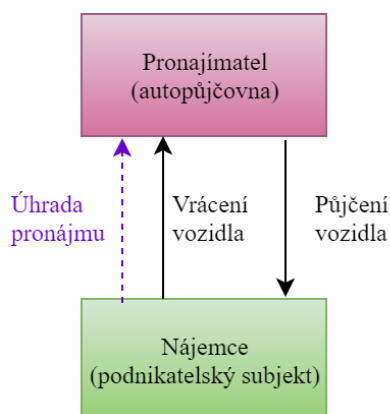 Pronajímatel
(autopůjčovna)
Úhrada
pronájmu
Vrácení
vozidla
Půjčení
vozidla
Nájemce
(podnikatelský subjekt)